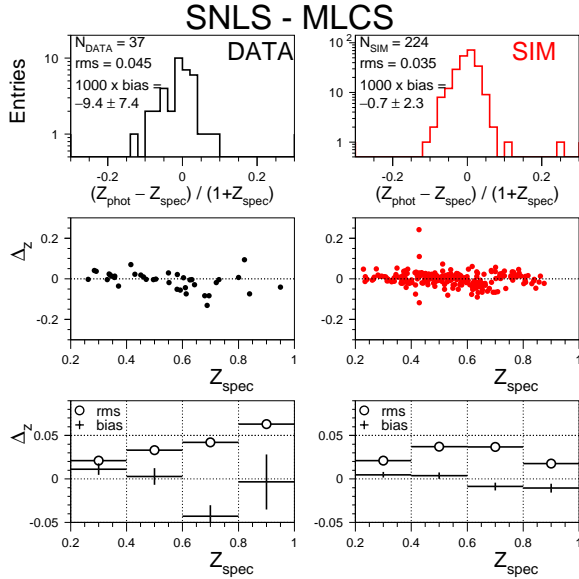 SNLS - MLCS
N_DATA = 37
rms = 0.045
1000 x bias =
−9.4 ± 7.4
DATA
Entries
10
1
-0.2 0 0.2
(Z_phot − Z_spec) / (1+Z_spec)
N_SIM = 224
rms = 0.035
1000 x bias =
−0.7 ± 2.3
SIM
10^2
10
1
-0.2 0 0.2
(Z_phot − Z_spec) / (1+Z_spec)
Δ_z
0.2
0
-0.2
0.2 0.4 0.6 0.8 1
Z_spec
0.2
0
-0.2
0.2 0.4 0.6 0.8 1
Z_spec
Δ_z
rms
bias
0.05
0
-0.05
0.2 0.4 0.6 0.8 1
Z_spec
rms
bias
0.05
0
-0.05
0.2 0.4 0.6 0.8 1
Z_spec